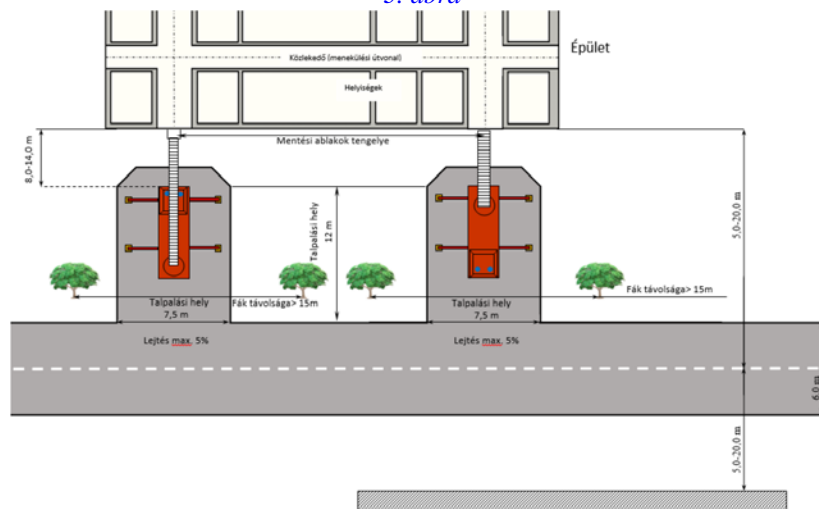 3. ábra
Épület
Közlekedő (menekülési útvonal)
Helyiségek
Mentési ablakok tengelye
8,0-14,0 m
5,0-20,0 m
Talpalási hely
12 m
Talpalási hely
7,5 m
Fák távolsága> 15m
Talpalási hely
7,5 m
Fák távolsága> 15m
Lejtés max. 5%
Lejtés max. 5%
6,0 m
5,0-20,0 m